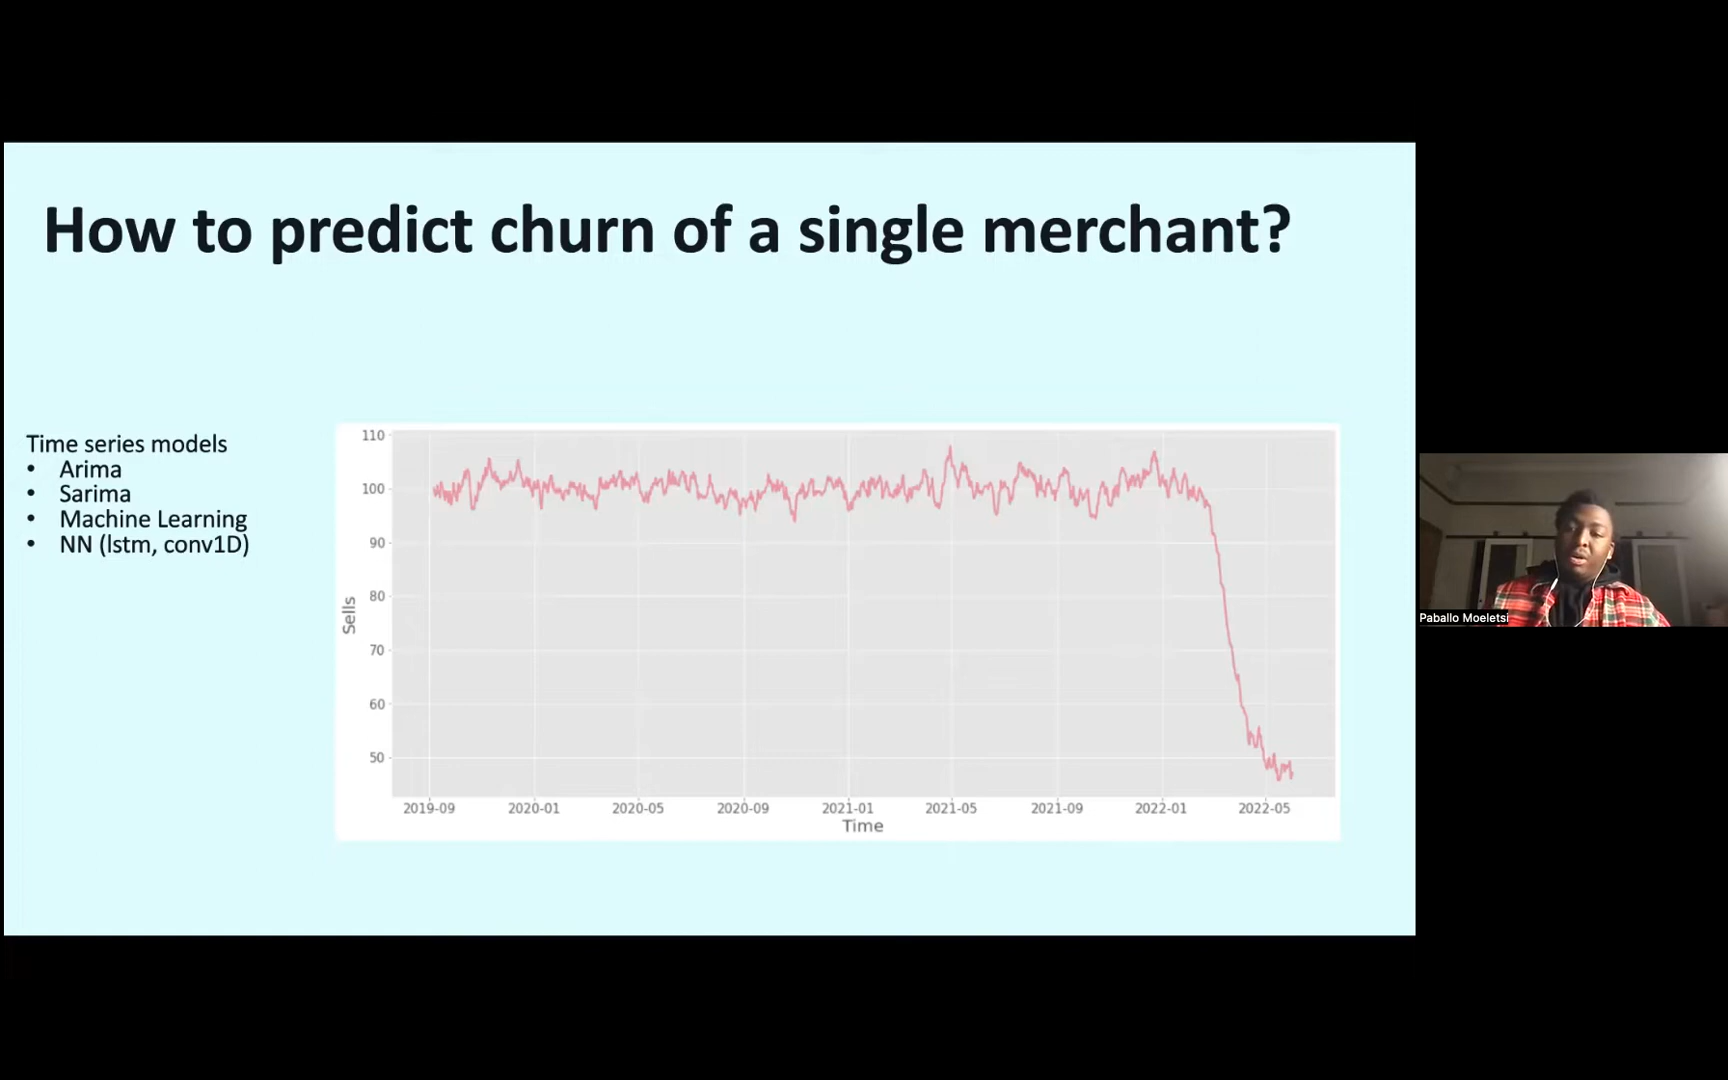 How to predict churn of a single merchant?
Time series models
• Arima
• Sarima
• Machine Learning
• NN (lstm, conv1D)
110
100
90
80
70
60
50
Sells
2019-09 2020-01 2020-05 2020-09 2021-01 2021-05 2021-09 2022-01 2022-05
Time
Paballo Moeletsi